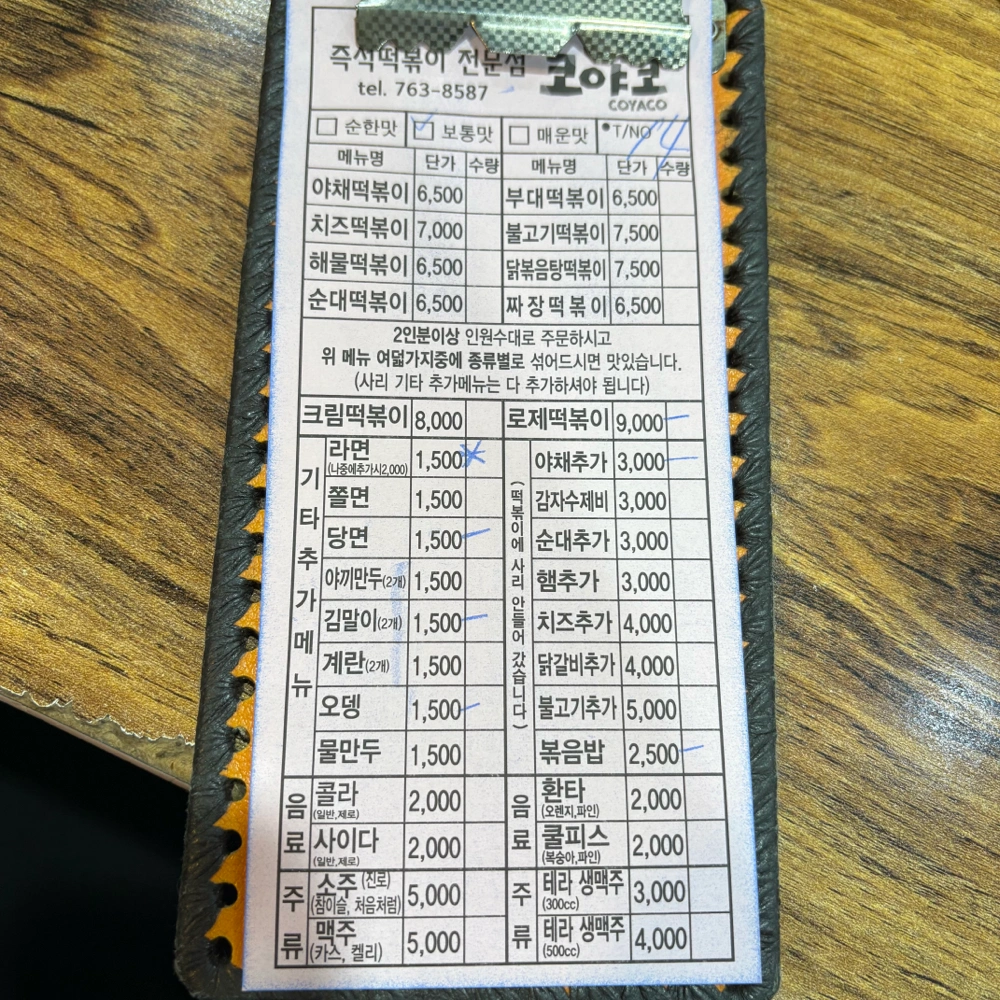 즉석떡볶이 전문점 코야코
tel. 763-8587 COYACO
순한맛 보통맛 매운맛 T/NO
메뉴명 단가 수량 메뉴명 단가 수량
야채떡볶이 6,500 부대떡볶이 6,500
치즈떡볶이 7,000 불고기떡볶이 7,500
해물떡볶이 6,500 닭볶음탕떡볶이 7,500
순대떡볶이 6,500 짜장떡볶이 6,500
2인분이상 인원수대로 주문하시고
위 메뉴 여덟가지중에 종류별로 섞어드시면 맛있습니다.
(사리 기타 추가메뉴는 다 추가하셔야 됩니다)
크림떡볶이 8,000 로제떡볶이 9,000
기타추가메뉴 (떡볶이에 사리 안들어 갔습니다)
라면 1,500 야채추가 3,000
(나중에추가시2,000)
쫄면 1,500 감자수제비 3,000
당면 1,500 순대추가 3,000
야끼만두(2개) 1,500 햄추가 3,000
김말이(2개) 1,500 치즈추가 4,000
계란(2개) 1,500 닭갈비추가 4,000
오뎅 1,500 불고기추가 5,000
물만두 1,500 볶음밥 2,500
음료 콜라 2,000 음료 환타 2,000
(일반,제로) (오렌지,파인)
사이다 2,000 쿨피스 2,000
(일반,제로) (복숭아,파인)
주류 소주 (진로) 5,000 주류 테라 생맥주 3,000
(참이슬, 처음처럼) (300cc)
맥주 5,000 테라 생맥주 4,000
(카스, 켈리) (500cc)